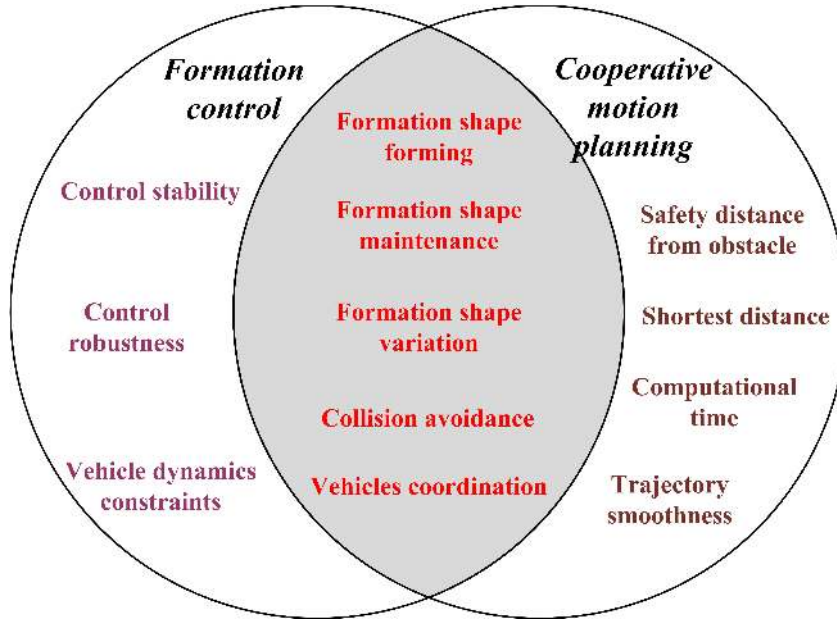 Formation
control
Control stability
Control
robustness
Vehicle dynamics
constraints
Formation shape
forming
Formation shape
maintenance
Formation shape
variation
Collision avoidance
Vehicles coordination
Cooperative
motion
planning
Safety distance
from obstacle
Shortest distance
Computational
time
Trajectory
smoothness